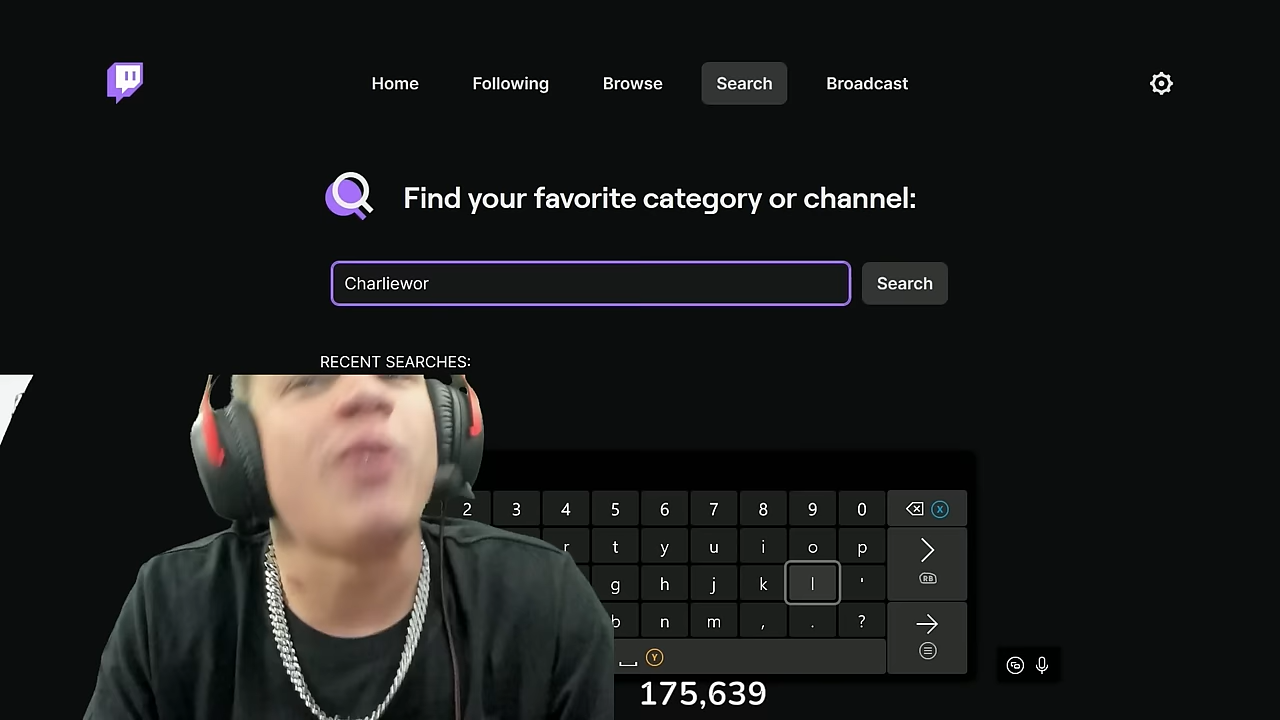 Home Following Browse Search Broadcast
Find your favorite category or channel:
Charliewor Search
RECENT SEARCHES:
2 3 4 5 6 7 8 9 0 X
r t y u i o p
RB
g h j k l '
b n m , . ?
Y
175,639